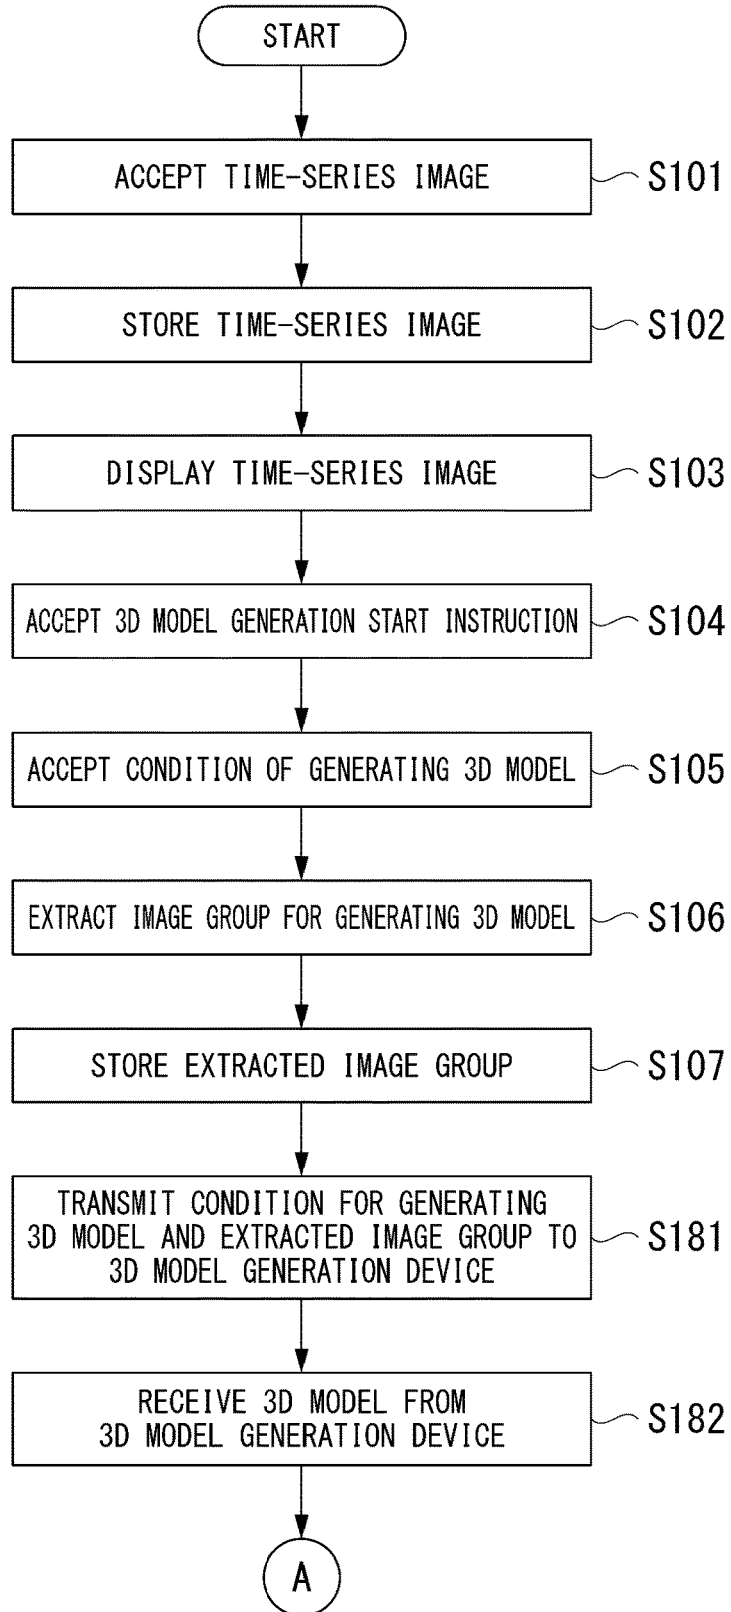 START
ACCEPT TIME-SERIES IMAGE
S101
STORE TIME-SERIES IMAGE
S102
DISPLAY TIME-SERIES IMAGE
S103
ACCEPT 3D MODEL GENERATION START INSTRUCTION
S104
ACCEPT CONDITION OF GENERATING 3D MODEL
S105
EXTRACT IMAGE GROUP FOR GENERATING 3D MODEL
S106
STORE EXTRACTED IMAGE GROUP
S107
TRANSMIT CONDITION FOR GENERATING
3D MODEL AND EXTRACTED IMAGE GROUP TO
3D MODEL GENERATION DEVICE
S181
RECEIVE 3D MODEL FROM
3D MODEL GENERATION DEVICE
S182
A